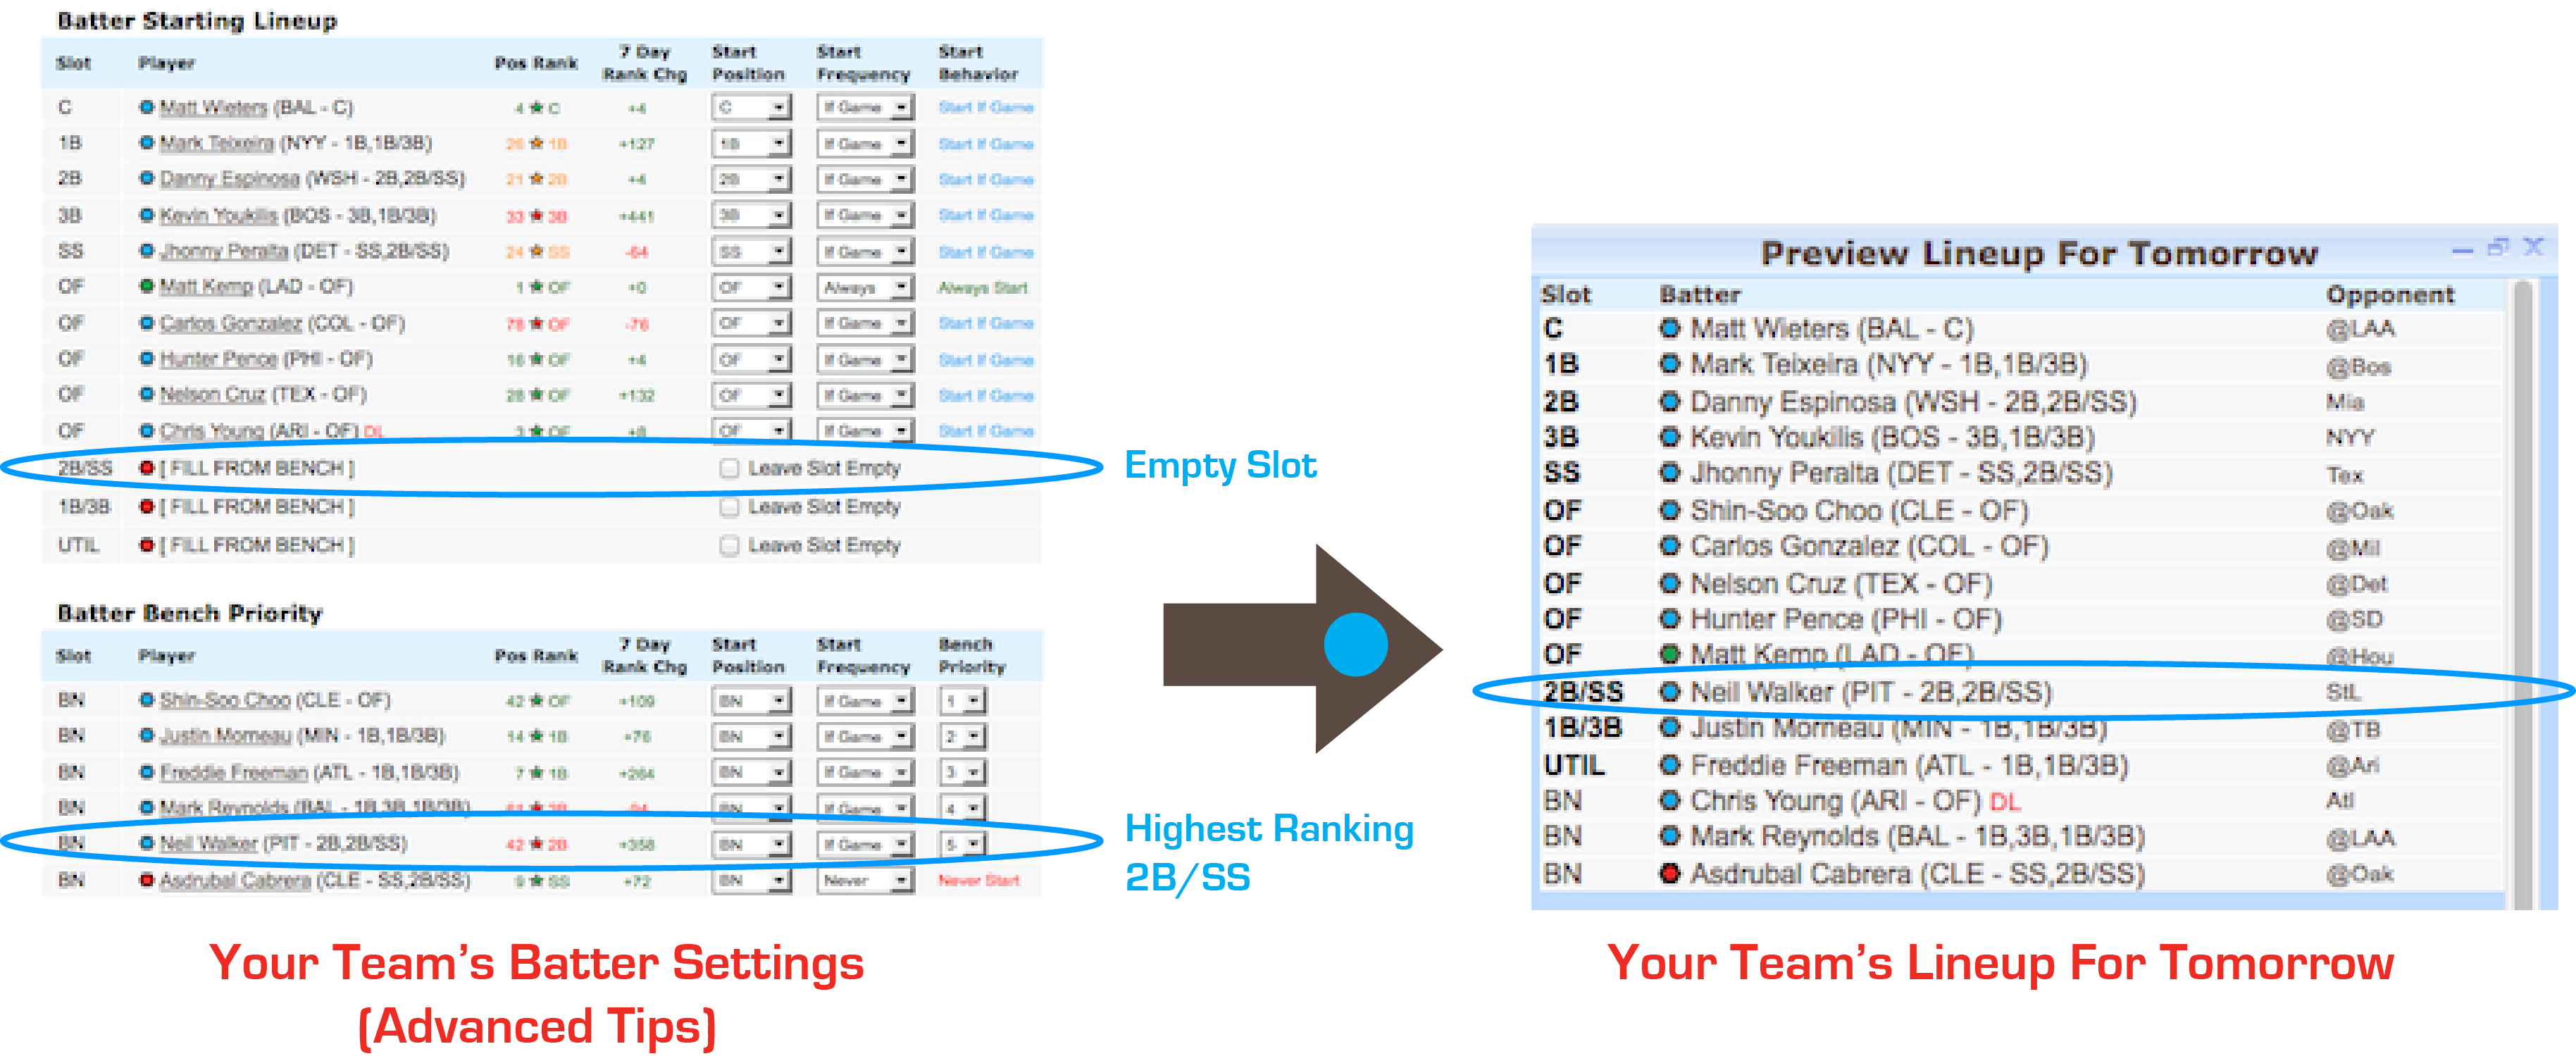 Batter Starting Lineup
Slot Player Pos Rank 7 Day Rank Chg Start Position Start Frequency Start Behavior
C Matt Wieters (BAL - C) 4 ★ C +4 C If Game Start If Game
1B Mark Teixeira (NYY - 1B,1B/3B) 26 ★ 1B +127 1B If Game Start If Game
2B Danny Espinosa (WSH - 2B,2B/SS) 21 ★ 2B +4 2B If Game Start If Game
3B Kevin Youkilis (BOS - 3B,1B/3B) 33 ★ 3B +441 3B If Game Start If Game
SS Jhonny Peralta (DET - SS,2B/SS) 24 ★ SS -64 SS If Game Start If Game
OF Matt Kemp (LAD - OF) 1 ★ OF +0 OF Always Always Start
OF Carlos Gonzalez (COL - OF) 78 ★ OF -76 OF If Game Start If Game
OF Hunter Pence (PHI - OF) 16 ★ OF +4 OF If Game Start If Game
OF Nelson Cruz (TEX - OF) 28 ★ OF +132 OF If Game Start If Game
OF Chris Young (ARI - OF) DL 3 ★ OF +8 OF If Game Start If Game
2B/SS [ FILL FROM BENCH ] Leave Slot Empty
1B/3B [ FILL FROM BENCH ] Leave Slot Empty
UTIL [ FILL FROM BENCH ] Leave Slot Empty
Batter Bench Priority
Slot Player Pos Rank 7 Day Rank Chg Start Position Start Frequency Bench Priority
BN Shin-Soo Choo (CLE - OF) 42 ★ OF +109 BN If Game 1
BN Justin Morneau (MIN - 1B,1B/3B) 14 ★ 1B +76 BN If Game 2
BN Freddie Freeman (ATL - 1B,1B/3B) 7 ★ 1B +264 BN If Game 3
BN Mark Reynolds (BAL - 1B,3B,1B/3B) ★ 3B BN If Game 4
BN Neil Walker (PIT - 2B,2B/SS) 42 ★ 2B +358 BN If Game 5
BN Asdrubal Cabrera (CLE - SS,2B/SS) 9 ★ SS +72 BN Never Never Start
Your Team's Batter Settings
(Advanced Tips)
Empty Slot
Highest Ranking
2B/SS
Preview Lineup For Tomorrow
Slot Batter Opponent
C Matt Wieters (BAL - C) @LAA
1B Mark Teixeira (NYY - 1B,1B/3B) @Bos
2B Danny Espinosa (WSH - 2B,2B/SS) Mia
3B Kevin Youkilis (BOS - 3B,1B/3B) NYY
SS Jhonny Peralta (DET - SS,2B/SS) Tex
OF Shin-Soo Choo (CLE - OF) @Oak
OF Carlos Gonzalez (COL - OF) @Mil
OF Nelson Cruz (TEX - OF) @Det
OF Hunter Pence (PHI - OF) @SD
OF Matt Kemp (LAD - OF) @Hou
2B/SS Neil Walker (PIT - 2B,2B/SS) StL
1B/3B Justin Morneau (MIN - 1B,1B/3B) @TB
UTIL Freddie Freeman (ATL - 1B,1B/3B) @Ari
BN Chris Young (ARI - OF) DL Atl
BN Mark Reynolds (BAL - 1B,3B,1B/3B) @LAA
BN Asdrubal Cabrera (CLE - SS,2B/SS) @Oak
Your Team's Lineup For Tomorrow